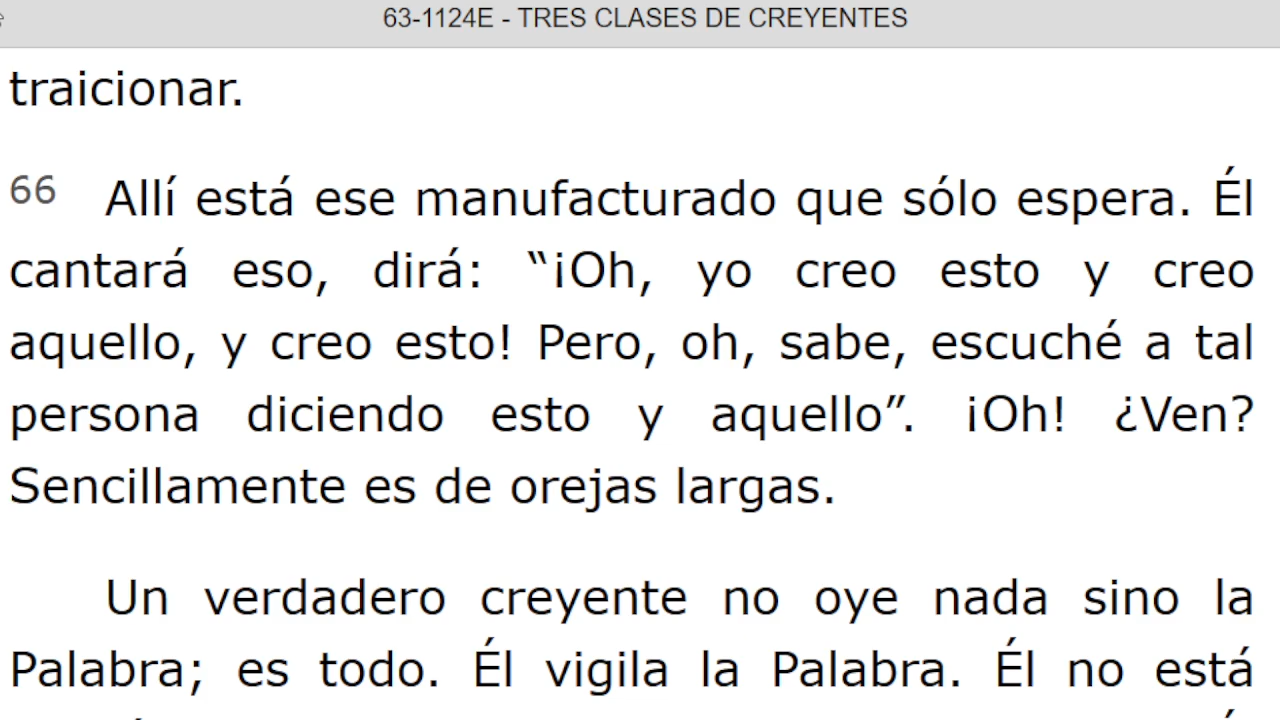 63-1124E - TRES CLASES DE CREYENTES
traicionar.
66 Allí está ese manufacturado que sólo espera. Él
cantará eso, dirá: “¡Oh, yo creo esto y creo
aquello, y creo esto! Pero, oh, sabe, escuché a tal
persona diciendo esto y aquello”. ¡Oh! ¿Ven?
Sencillamente es de orejas largas.
Un verdadero creyente no oye nada sino la
Palabra; es todo. Él vigila la Palabra. Él no está